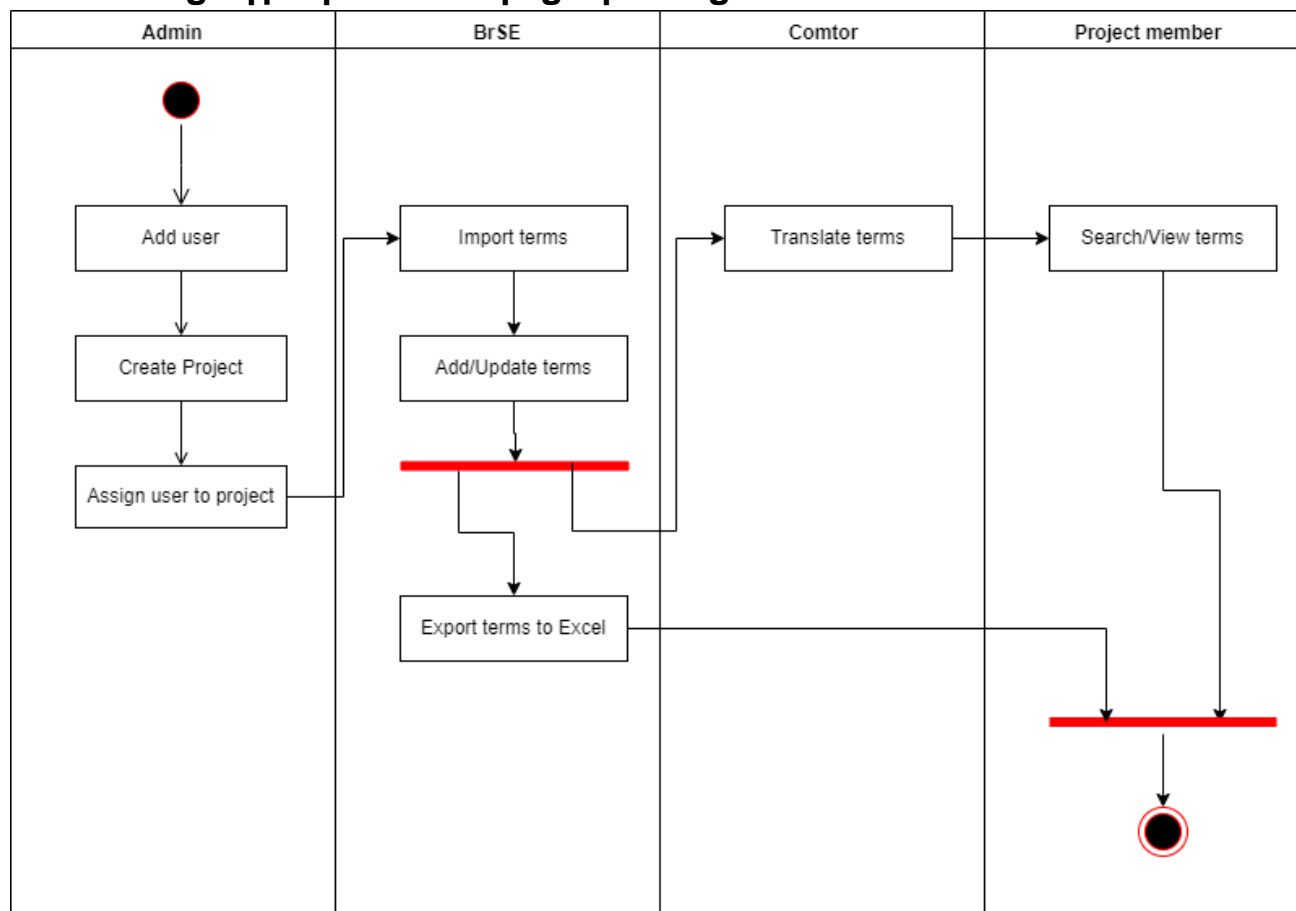 Admin
BrSE
Comtor
Project member
Add user
Import terms
Translate terms
Search/View terms
Create Project
Add/Update terms
Assign user to project
Export terms to Excel